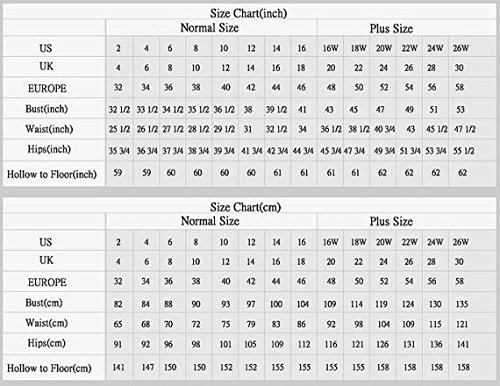 Size Chart(inch)
Normal Size Plus Size
US 2 4 6 8 10 12 14 16 16W 18W 20W 22W 24W 26W
UK 4 6 8 10 12 14 16 18 20 22 24 26 28 30
EUROPE 32 34 36 38 40 42 44 46 48 50 52 54 56 58
Bust(inch) 32 1/2 33 1/2 34 1/2 35 1/2 36 1/2 38 39 1/2 41 43 45 47 49 51 53
Waist(inch) 25 1/2 26 1/2 27 1/2 28 1/2 29 1/2 31 32 1/2 34 36 1/2 38 1/2 40 3/4 43 45 1/2 47 1/2
Hips(inch) 35 3/4 36 3/4 37 3/4 38 3/4 39 3/4 41 3/4 42 3/4 44 3/4 45 3/4 47 3/4 49 3/4 51 3/4 53 3/4 55 1/2
Hollow to Floor(inch) 59 59 60 60 60 60 61 61 61 61 62 62 62 62
Size Chart(cm)
Normal Size Plus Size
US 2 4 6 8 10 12 14 16 16W 18W 20W 22W 24W 26W
UK 4 6 8 10 12 14 16 18 20 22 24 26 28 30
EUROPE 32 34 36 38 40 42 44 46 48 50 52 54 56 58
Bust(cm) 82 84 88 90 93 97 100 104 109 114 119 124 130 135
Waist(cm) 65 68 70 72 75 79 83 86 92 98 104 109 115 121
Hips(cm) 91 92 96 98 101 105 109 112 116 121 126 131 136 141
Hollow to Floor(cm) 141 147 150 150 152 152 155 155 155 155 158 158 158 158